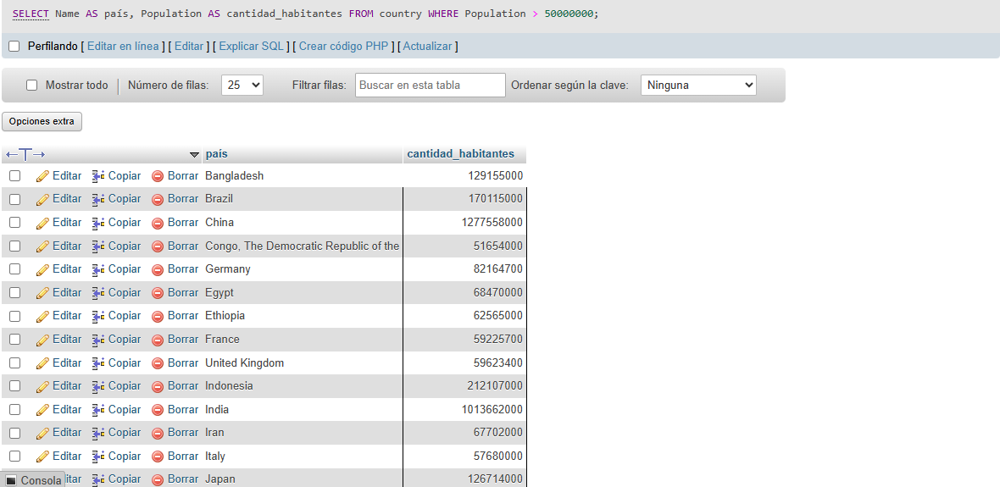 SELECT Name AS país, Population AS cantidad_habitantes FROM country WHERE Population > 50000000;
Perfilando [ Editar en línea ] [ Editar ] [ Explicar SQL ] [ Crear código PHP ] [ Actualizar ]
Mostrar todo Número de filas: 25 Filtrar filas: Buscar en esta tabla Ordenar según la clave: Ninguna
Opciones extra
país cantidad_habitantes
Editar Copiar Borrar Bangladesh 129155000
Editar Copiar Borrar Brazil 170115000
Editar Copiar Borrar China 1277558000
Editar Copiar Borrar Congo, The Democratic Republic of the 51654000
Editar Copiar Borrar Germany 82164700
Editar Copiar Borrar Egypt 68470000
Editar Copiar Borrar Ethiopia 62565000
Editar Copiar Borrar France 59225700
Editar Copiar Borrar United Kingdom 59623400
Editar Copiar Borrar Indonesia 212107000
Editar Copiar Borrar India 1013662000
Editar Copiar Borrar Iran 67702000
Editar Copiar Borrar Italy 57680000
Consola itar Copiar Borrar Japan 126714000